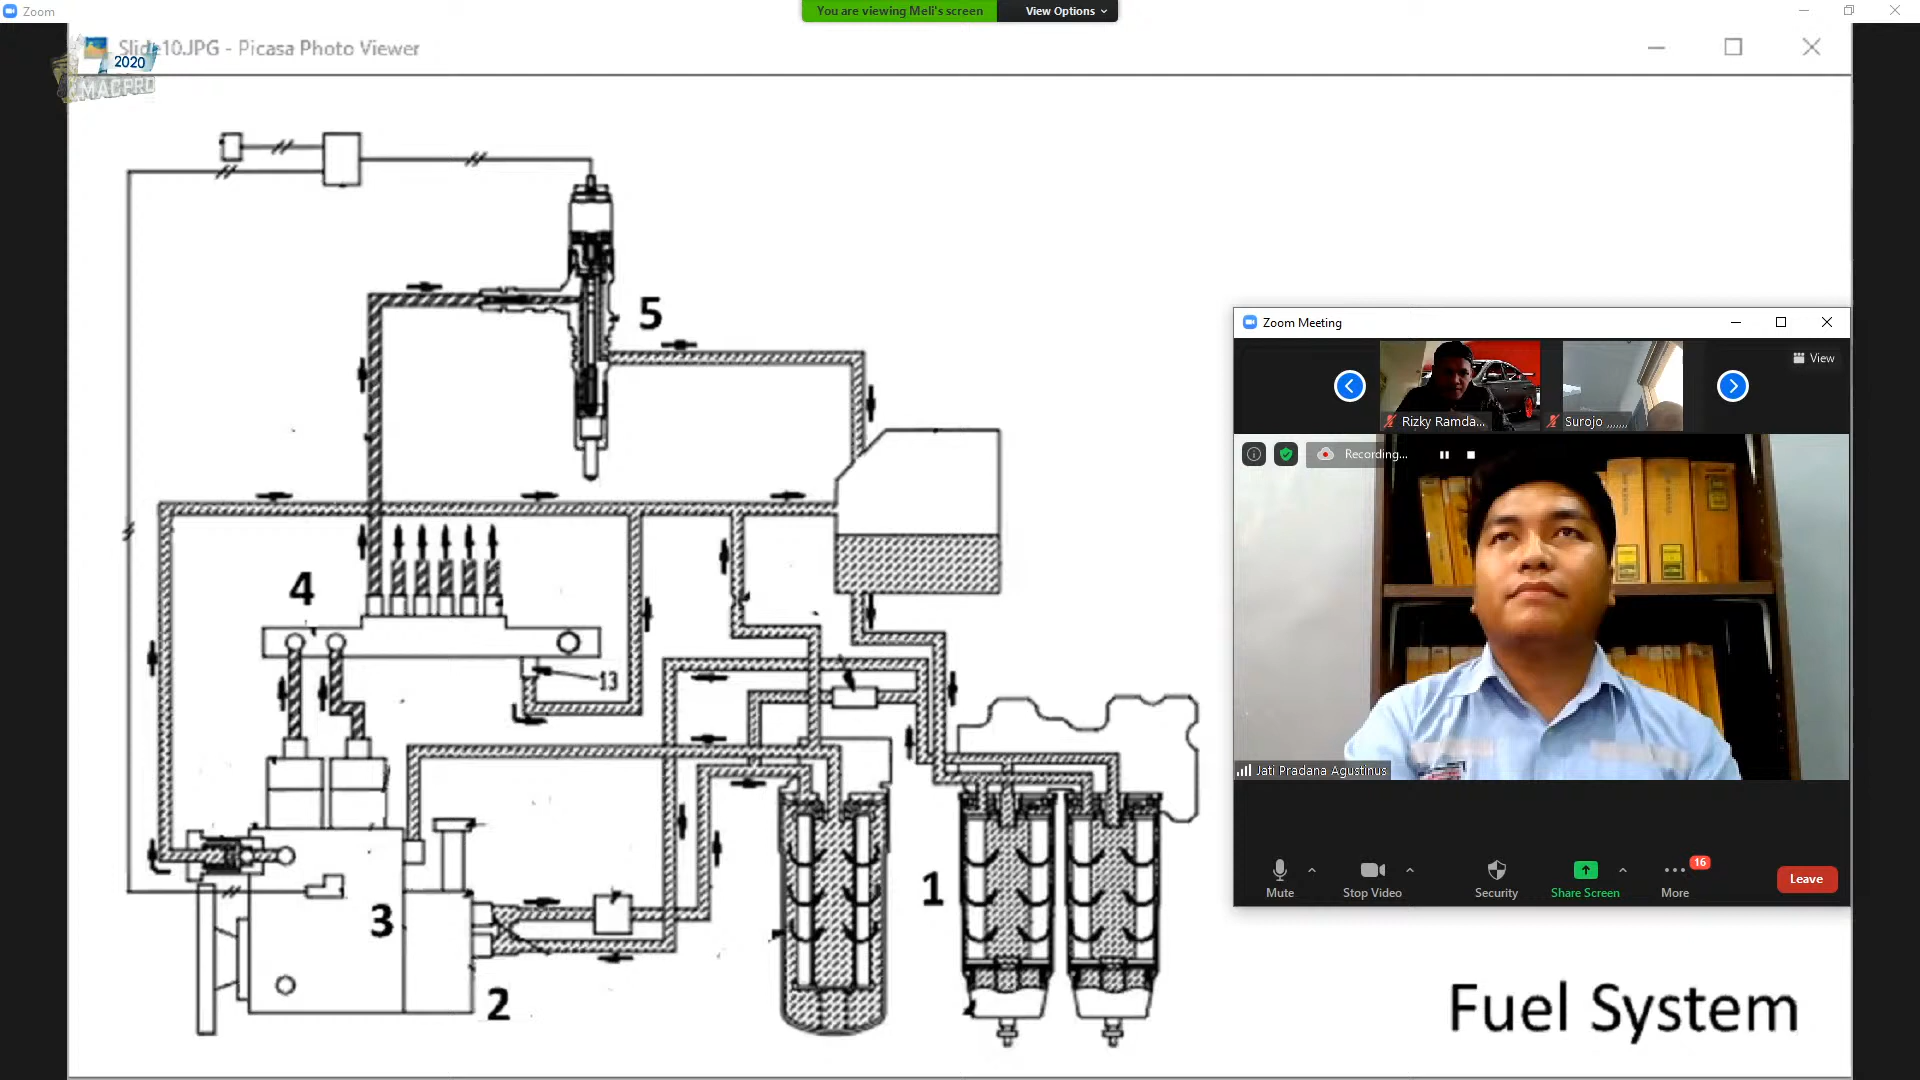 Zoom
You are viewing Meli's screen
View Options
Slide10.JPG - Picasa Photo Viewer
2020
MACPRO
5
4
13
3
2
1
Fuel System
Zoom Meeting
View
Rizky Ramda...
Surojo ,,,,,,,
Recording...
Jati Pradana Agustinus
Mute
Stop Video
Security
Share Screen
More
16
Leave